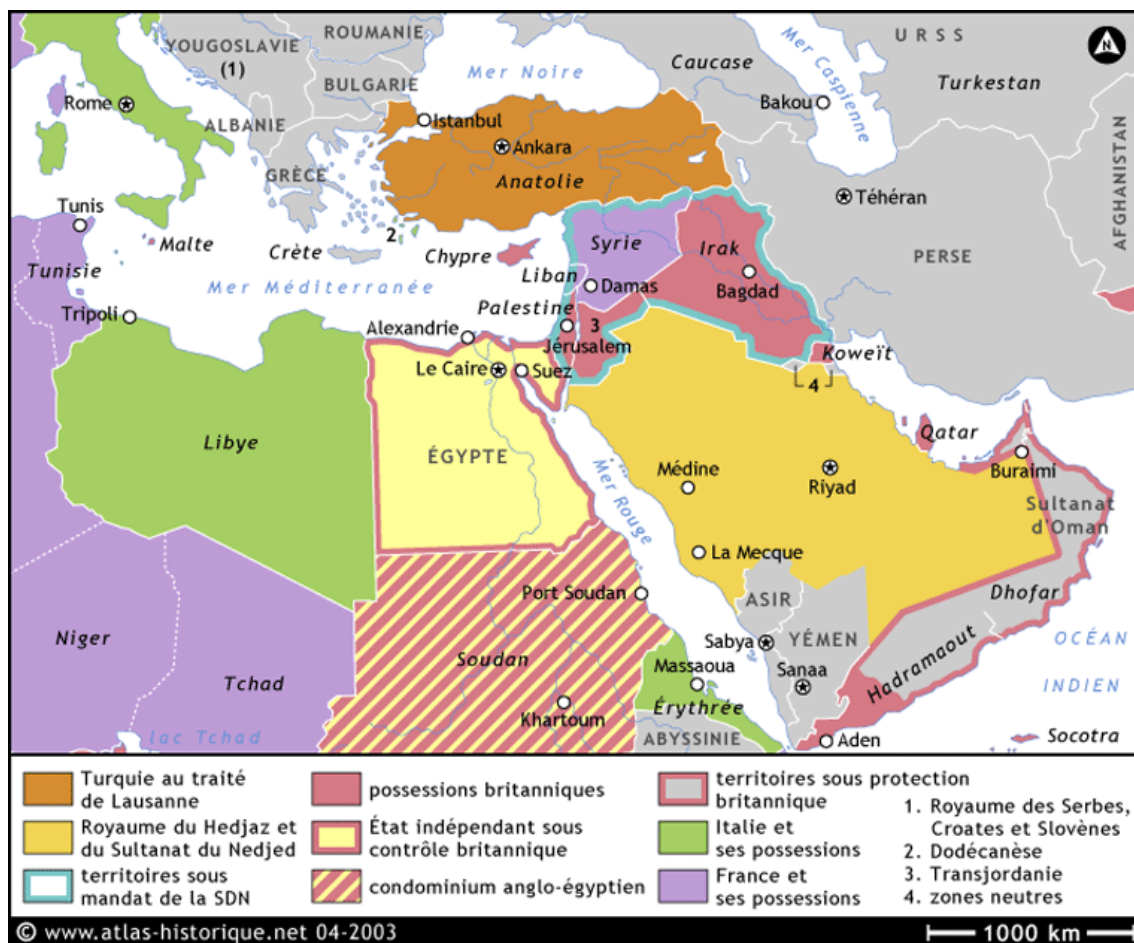 YOUGOSLAVIE
(1)
ROUMANIE
BULGARIE
Mer Noire
Caucase
Mer Caspienne
URSS
Turkestan
N
Rome
ALBANIE
Istanbul
Bakou
GRÈCE
Ankara
Anatolie
AFGHANISTAN
Téhéran
Tunis
Malte
2
Crète
Chypre
Syrie
Irak
PERSE
Tunisie
Mer Méditerranée
Liban
Damas
Bagdad
Tripoli
Palestine
3
Alexandrie
Jérusalem
Koweït
Le Caire
Suez
4
Libye
ÉGYPTE
Mer Rouge
Médine
Riyad
Qatar
Buraimi
Sultanat
d'Oman
La Mecque
Port Soudan
ASIR
Dhofar
Niger
Sabya
YÉMEN
OCÉAN
Soudan
Massaoua
Sanaa
Hadramaout
INDIEN
Tchad
Khartoum
Érythrée
lac Tchad
ABYSSINIE
Aden
Socotra
Turquie au traité
de Lausanne
Royaume du Hedjaz et
du Sultanat du Nedjed
territoires sous
mandat de la SDN
possessions britanniques
État indépendant sous
contrôle britannique
condominium anglo-égyptien
territoires sous protection
britannique
Italie et
ses possessions
France et
ses possessions
1. Royaume des Serbes,
Croates et Slovènes
2. Dodécanèse
3. Transjordanie
4. zones neutres
© www.atlas-historique.net 04-2003
1000 km